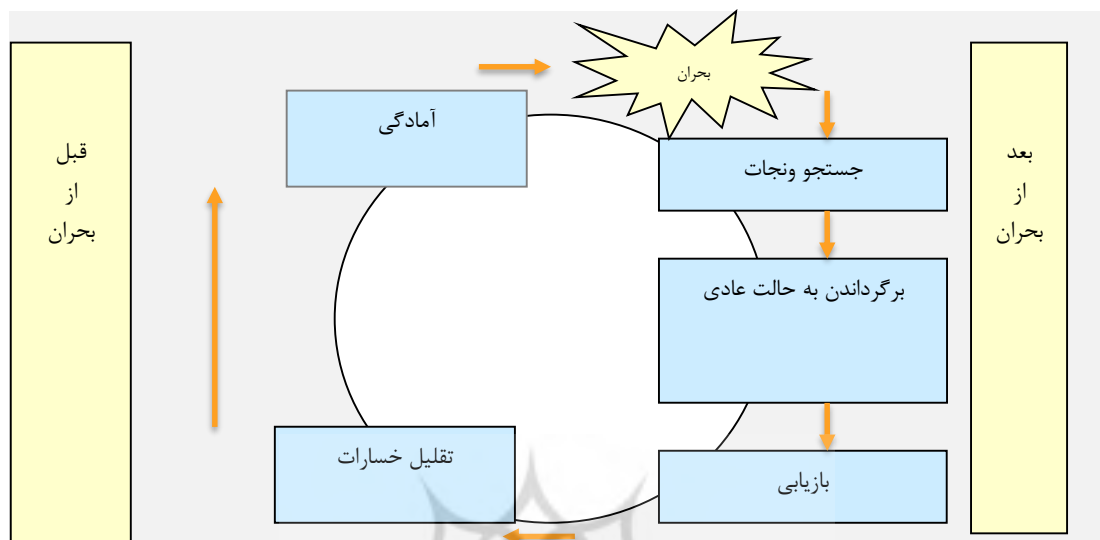 بحران
آمادگی
جستجو ونجات
قبل
از
بحران
بعد
از
بحران
برگرداندن به حالت عادی
تقلیل خسارات
بازیابی